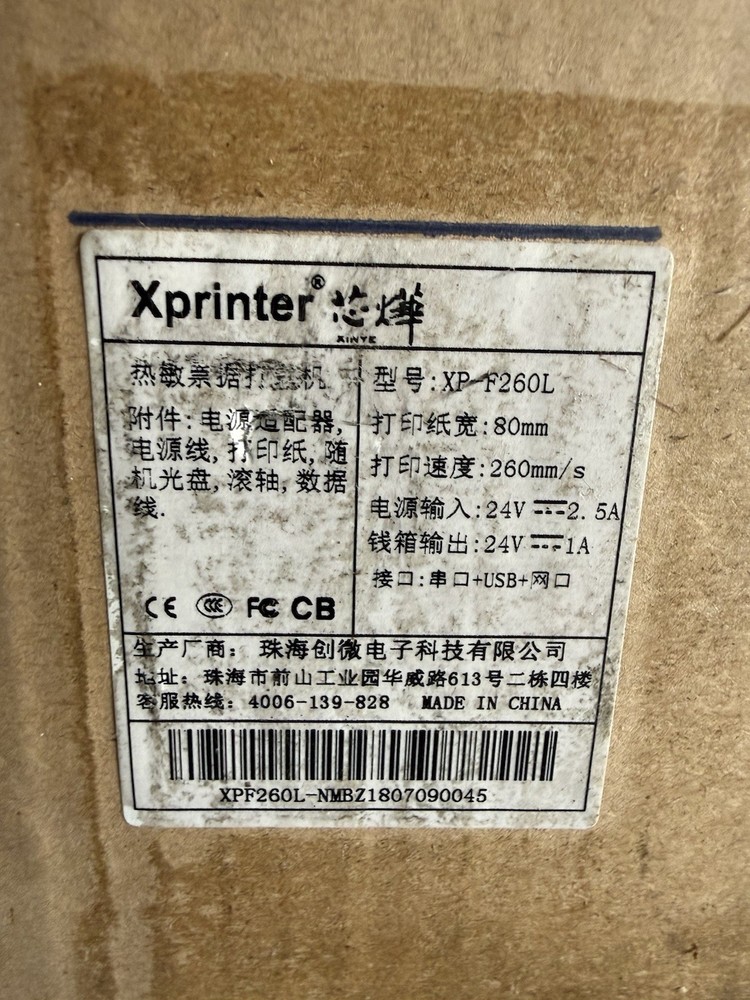 Xprinter® 芯烨
XINYE
热敏票据打印机
附件:电源适配器,
电源线,打印纸,随
机光盘,滚轴,数据
线.
CE CCC FC CB
型号:XP-F260L
打印纸宽:80mm
打印速度:260mm/s
电源输入:24V⎓2.5A
钱箱输出:24V⎓1A
接口:串口+USB+网口
生产厂商：珠海创微电子科技有限公司
地址：珠海市前山工业园华威路613号二栋四楼
客服热线：4006-139-828 MADE IN CHINA
XPF260L-NMBZ1807090045